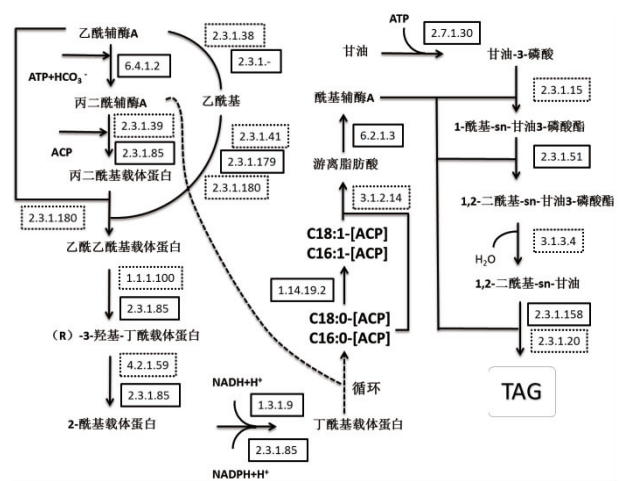 乙酰辅酶A
2.3.1.38
2.3.1.-
ATP+HCO₃⁻
6.4.1.2
丙二酰辅酶A
乙酰基
2.3.1.39
2.3.1.41
ACP
2.3.1.85
2.3.1.179
丙二酰基载体蛋白
2.3.1.180
2.3.1.180
乙酰乙酰基载体蛋白
1.1.1.100
2.3.1.85
（R）-3-羟基-丁酰载体蛋白
4.2.1.59
2.3.1.85
2-酰基载体蛋白
NADH+H⁺
1.3.1.9
2.3.1.85
NADPH+H⁺
循环
丁酰基载体蛋白
C18:0-[ACP]
C16:0-[ACP]
1.14.19.2
C18:1-[ACP]
C16:1-[ACP]
3.1.2.14
游离脂肪酸
6.2.1.3
酰基辅酶A
ATP
甘油
2.7.1.30
甘油-3-磷酸
2.3.1.15
1-酰基-sn-甘油3-磷酸酯
2.3.1.51
1,2-二酰基-sn-甘油3-磷酸酯
H₂O
3.1.3.4
1,2-二酰基-sn-甘油
2.3.1.158
2.3.1.20
TAG